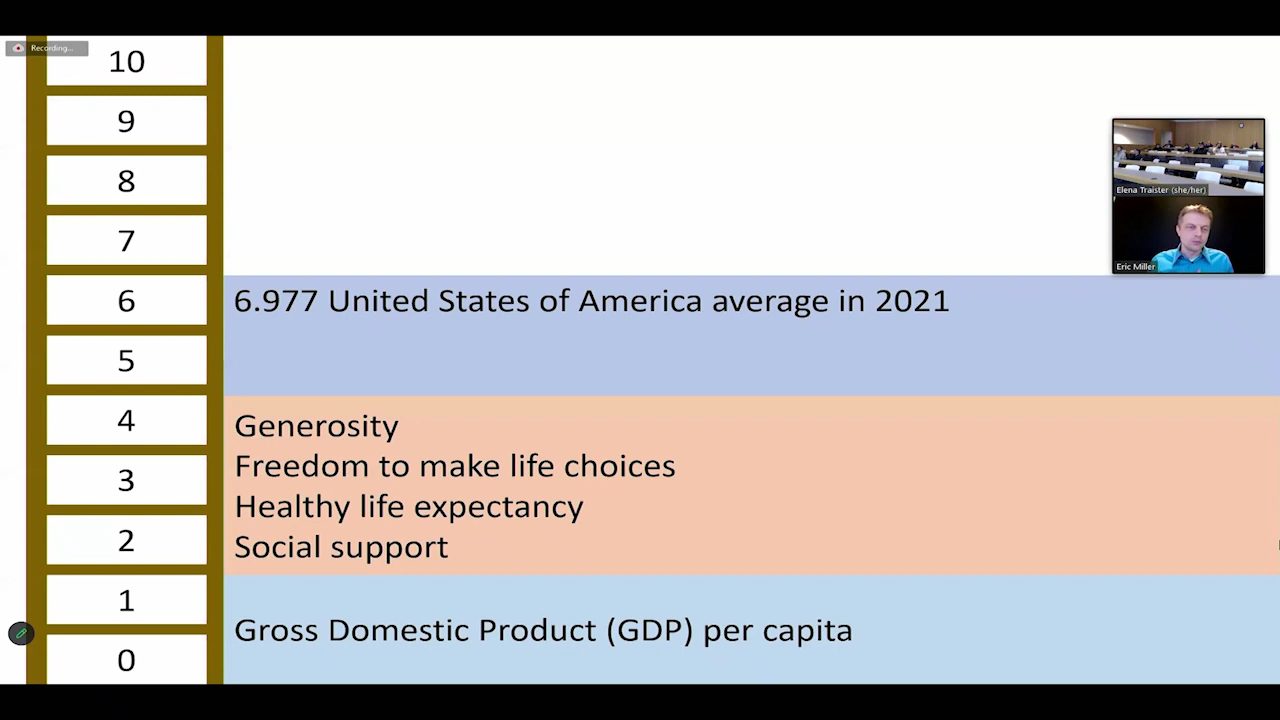 Recording...
10
9
8
7
6
5
4
3
2
1
0
Elena Traister (she/her)
Eric Miller
6.977 United States of America average in 2021
Generosity
Freedom to make life choices
Healthy life expectancy
Social support
Gross Domestic Product (GDP) per capita